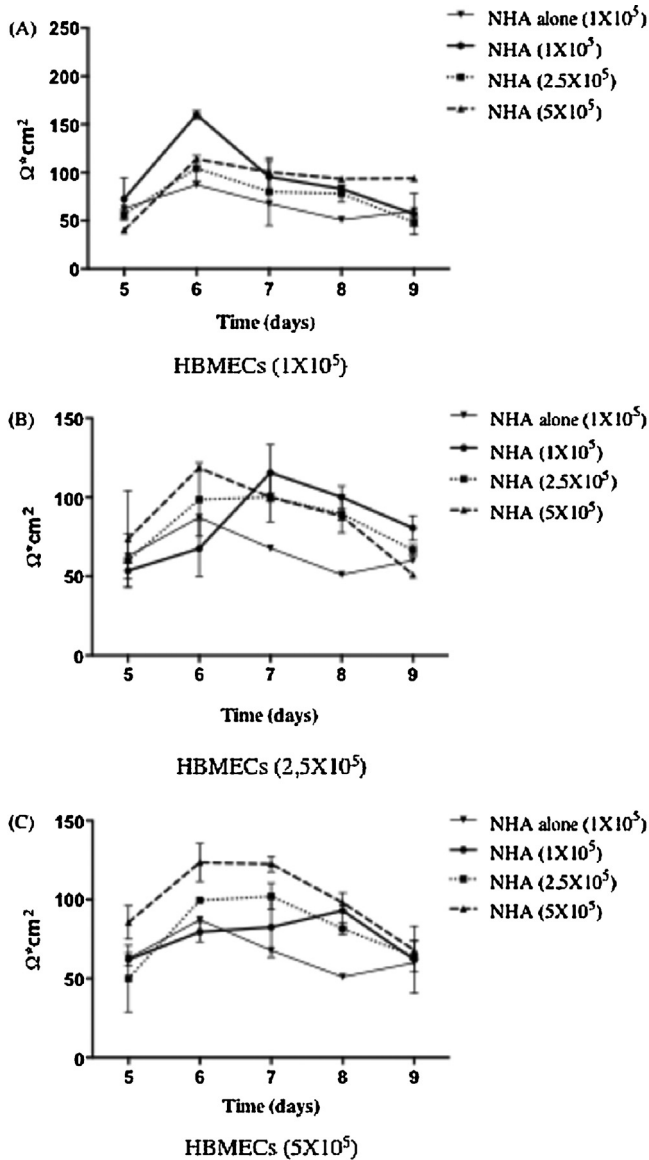 (A)
250
200
150
100
50
0
Ω*cm²
5 6 7 8 9
Time (days)
HBMECs (1X10⁵)
NHA alone (1X10⁵)
NHA (1X10⁵)
NHA (2.5X10⁵)
NHA (5X10⁵)
(B)
150
100
50
0
Ω*cm²
5 6 7 8 9
Time (days)
HBMECs (2,5X10⁵)
NHA alone (1X10⁵)
NHA (1X10⁵)
NHA (2.5X10⁵)
NHA (5X10⁵)
(C)
150
100
50
0
Ω*cm²
5 6 7 8 9
Time (days)
HBMECs (5X10⁵)
NHA alone (1X10⁵)
NHA (1X10⁵)
NHA (2.5X10⁵)
NHA (5X10⁵)